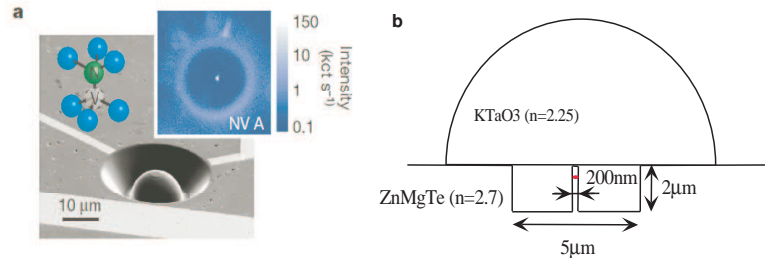 a
N
V
NV A
150
10
1
0.1
Intensity
(kct s⁻¹)
10 μm
b
KTaO3 (n=2.25)
200nm
ZnMgTe (n=2.7)
2μm
5μm